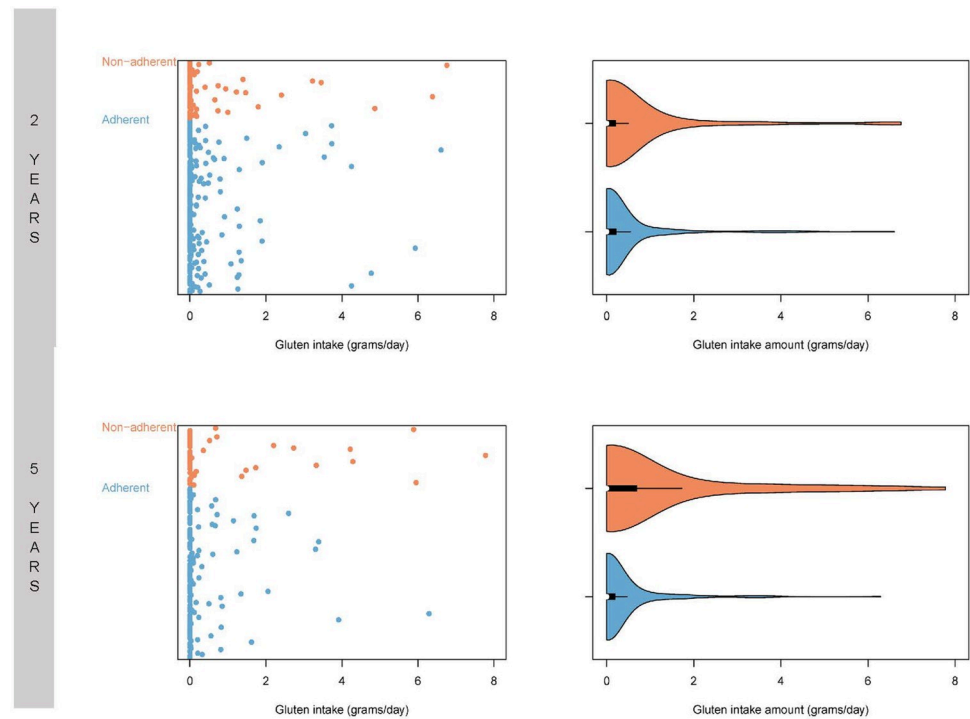 2 YEARS
Non-adherent
Adherent
0 2 4 6 8
Gluten intake (grams/day)
0 2 4 6 8
Gluten intake amount (grams/day)
5 YEARS
Non-adherent
Adherent
0 2 4 6 8
Gluten intake (grams/day)
0 2 4 6 8
Gluten intake amount (grams/day)